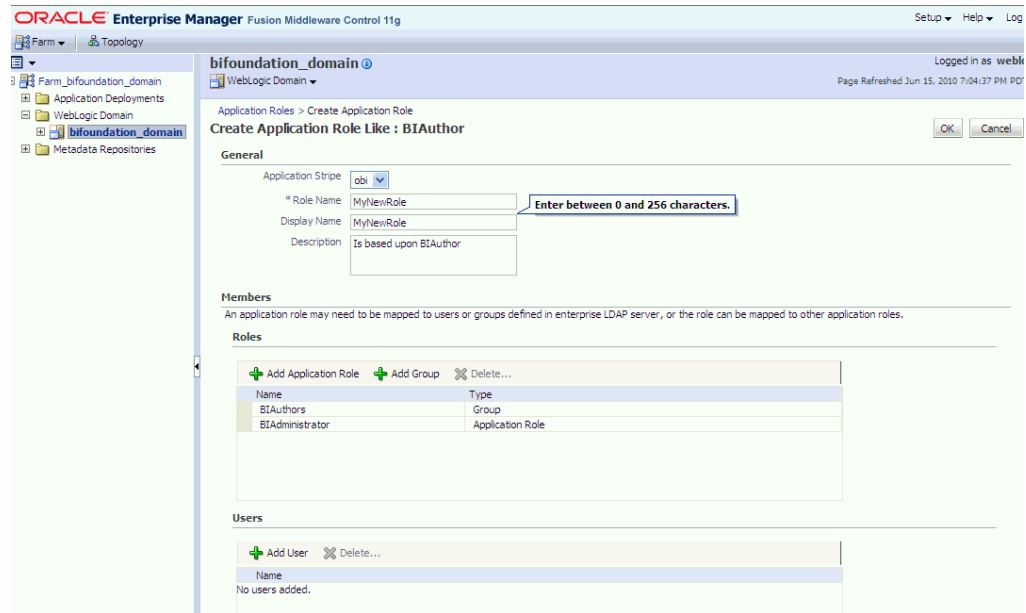 ORACLE Enterprise Manager Fusion Middleware Control 11g
Setup Help Log
Farm Topology
bifoundation_domain
Logged in as weblo
WebLogic Domain
Page Refreshed Jun 15, 2010 7:04:37 PM PDT
Farm_bifoundation_domain
Application Deployments
WebLogic Domain
bifoundation_domain
Metadata Repositories
Application Roles > Create Application Role
Create Application Role Like : BIAuthor
OK Cancel
General
Application Stripe obi
* Role Name MyNewRole
Enter between 0 and 256 characters.
Display Name MyNewRole
Description Is based upon BIAuthor
Members
An application role may need to be mapped to users or groups defined in enterprise LDAP server, or the role can be mapped to other application roles.
Roles
Add Application Role Add Group Delete...
Name Type
BIAuthors Group
BIAdministrator Application Role
Users
Add User Delete...
Name
No users added.